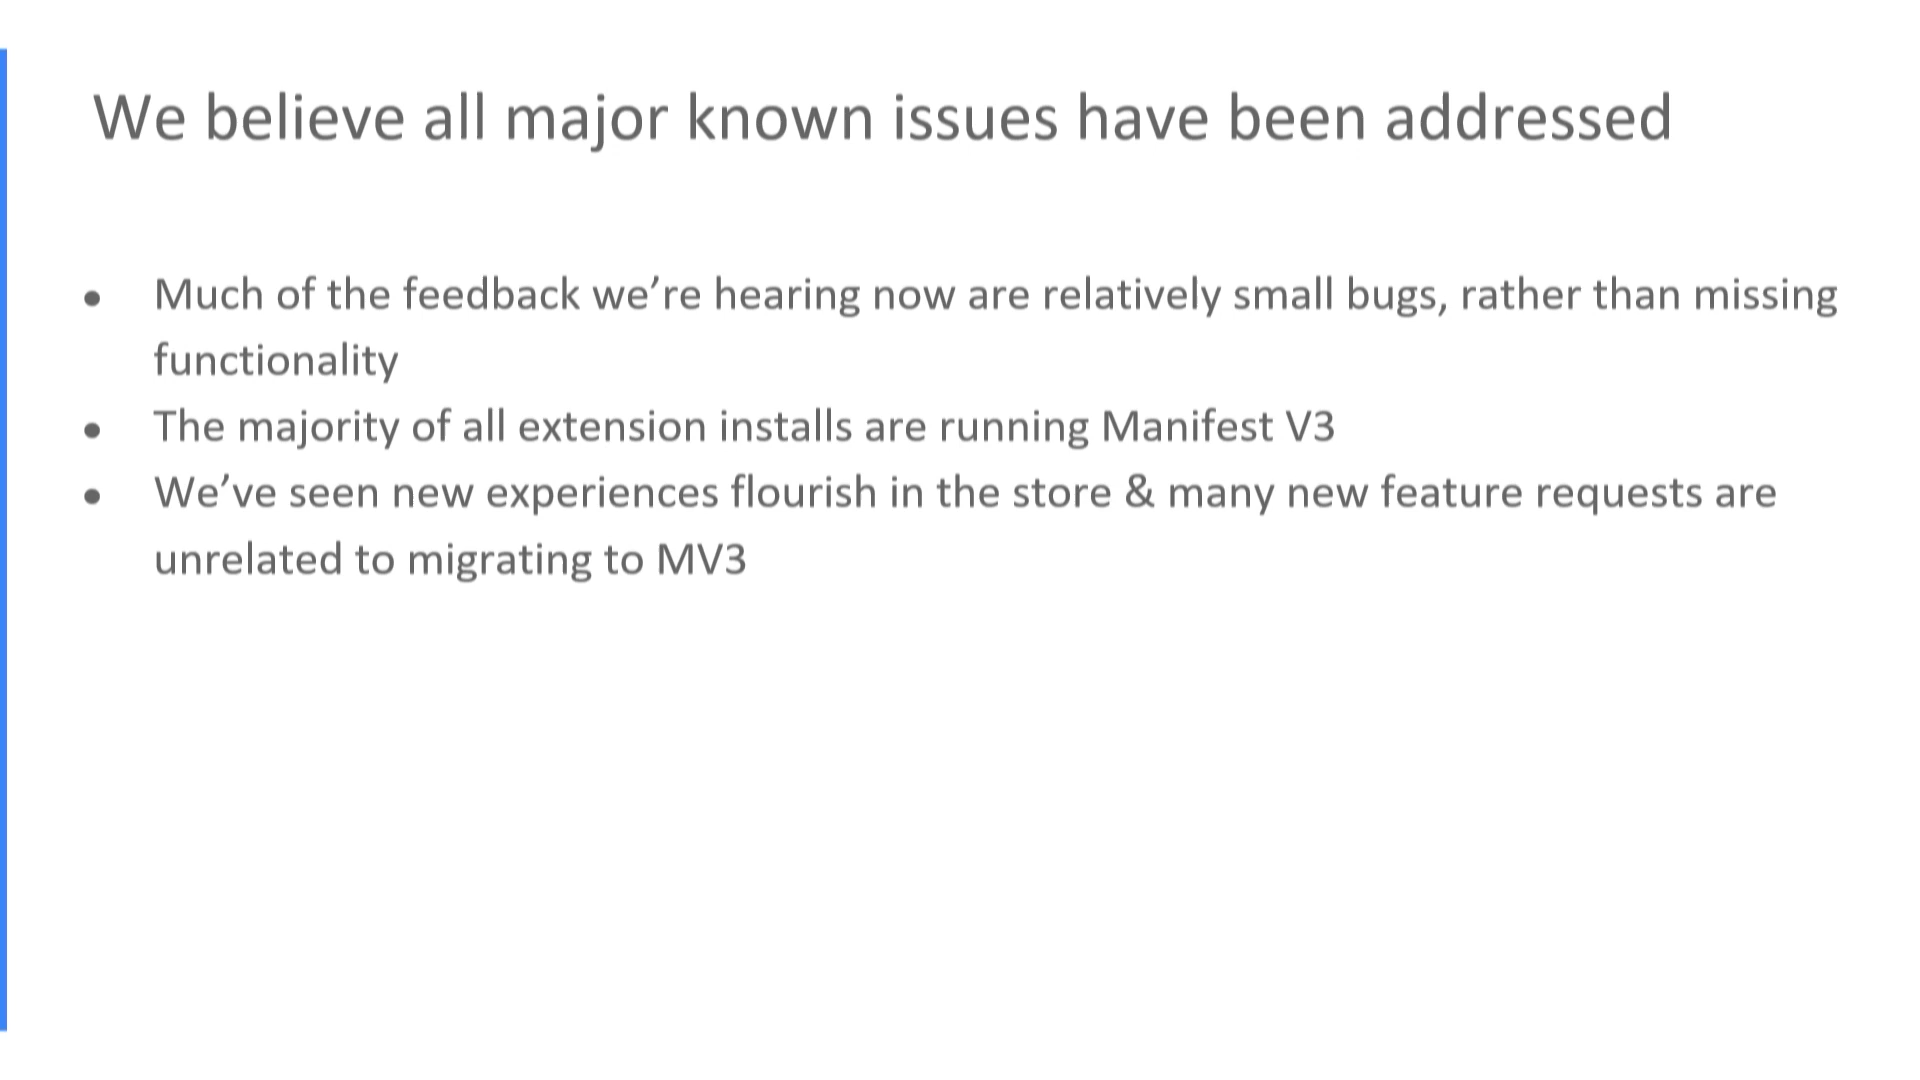 We believe all major known issues have been addressed
● Much of the feedback we’re hearing now are relatively small bugs, rather than missing
functionality
● The majority of all extension installs are running Manifest V3
● We’ve seen new experiences flourish in the store & many new feature requests are
unrelated to migrating to MV3